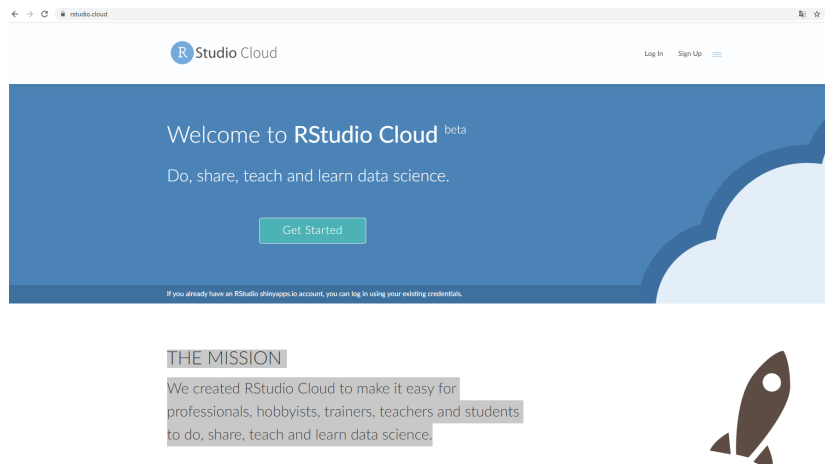 rstudio.cloud
R Studio Cloud
Log In Sign Up
Welcome to RStudio Cloud beta
Do, share, teach and learn data science.
Get Started
If you already have an RStudio shinyapps.io account, you can log in using your existing credentials.
THE MISSION
We created RStudio Cloud to make it easy for
professionals, hobbyists, trainers, teachers and students
to do, share, teach and learn data science.